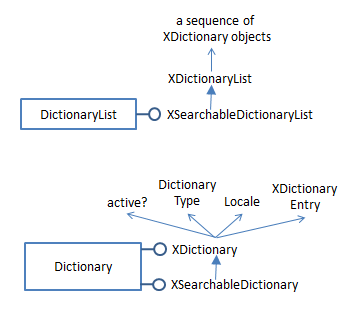 a sequence of
XDictionary objects
XDictionaryList
DictionaryList
XSearchableDictionaryList
active?
Dictionary
Type
Locale
XDictionary
Entry
XDictionary
Dictionary
XSearchableDictionary